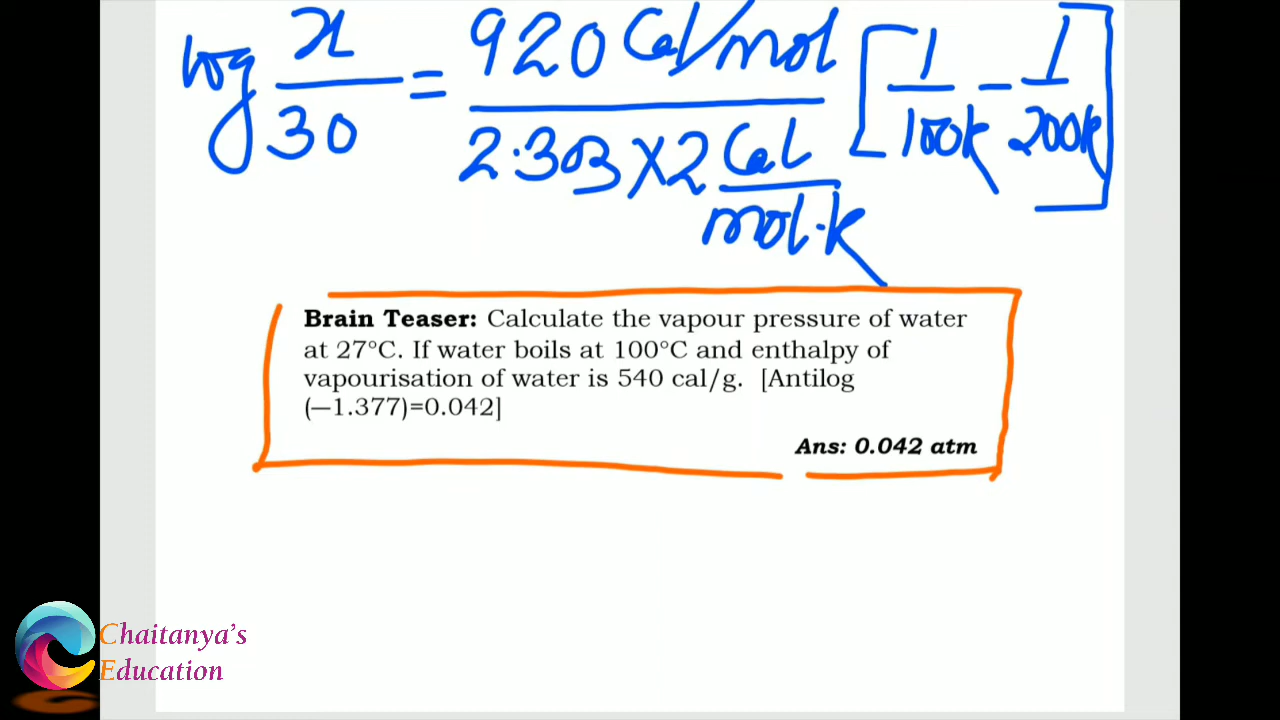 log x/30 = 920 Cal/mol / 2.303 X 2 Cal/mol.k [1/100k - 1/200k]
Brain Teaser: Calculate the vapour pressure of water
at 27°C. If water boils at 100°C and enthalpy of
vapourisation of water is 540 cal/g. [Antilog
(—1.377)=0.042]
Ans: 0.042 atm
Chaitanya's
Education